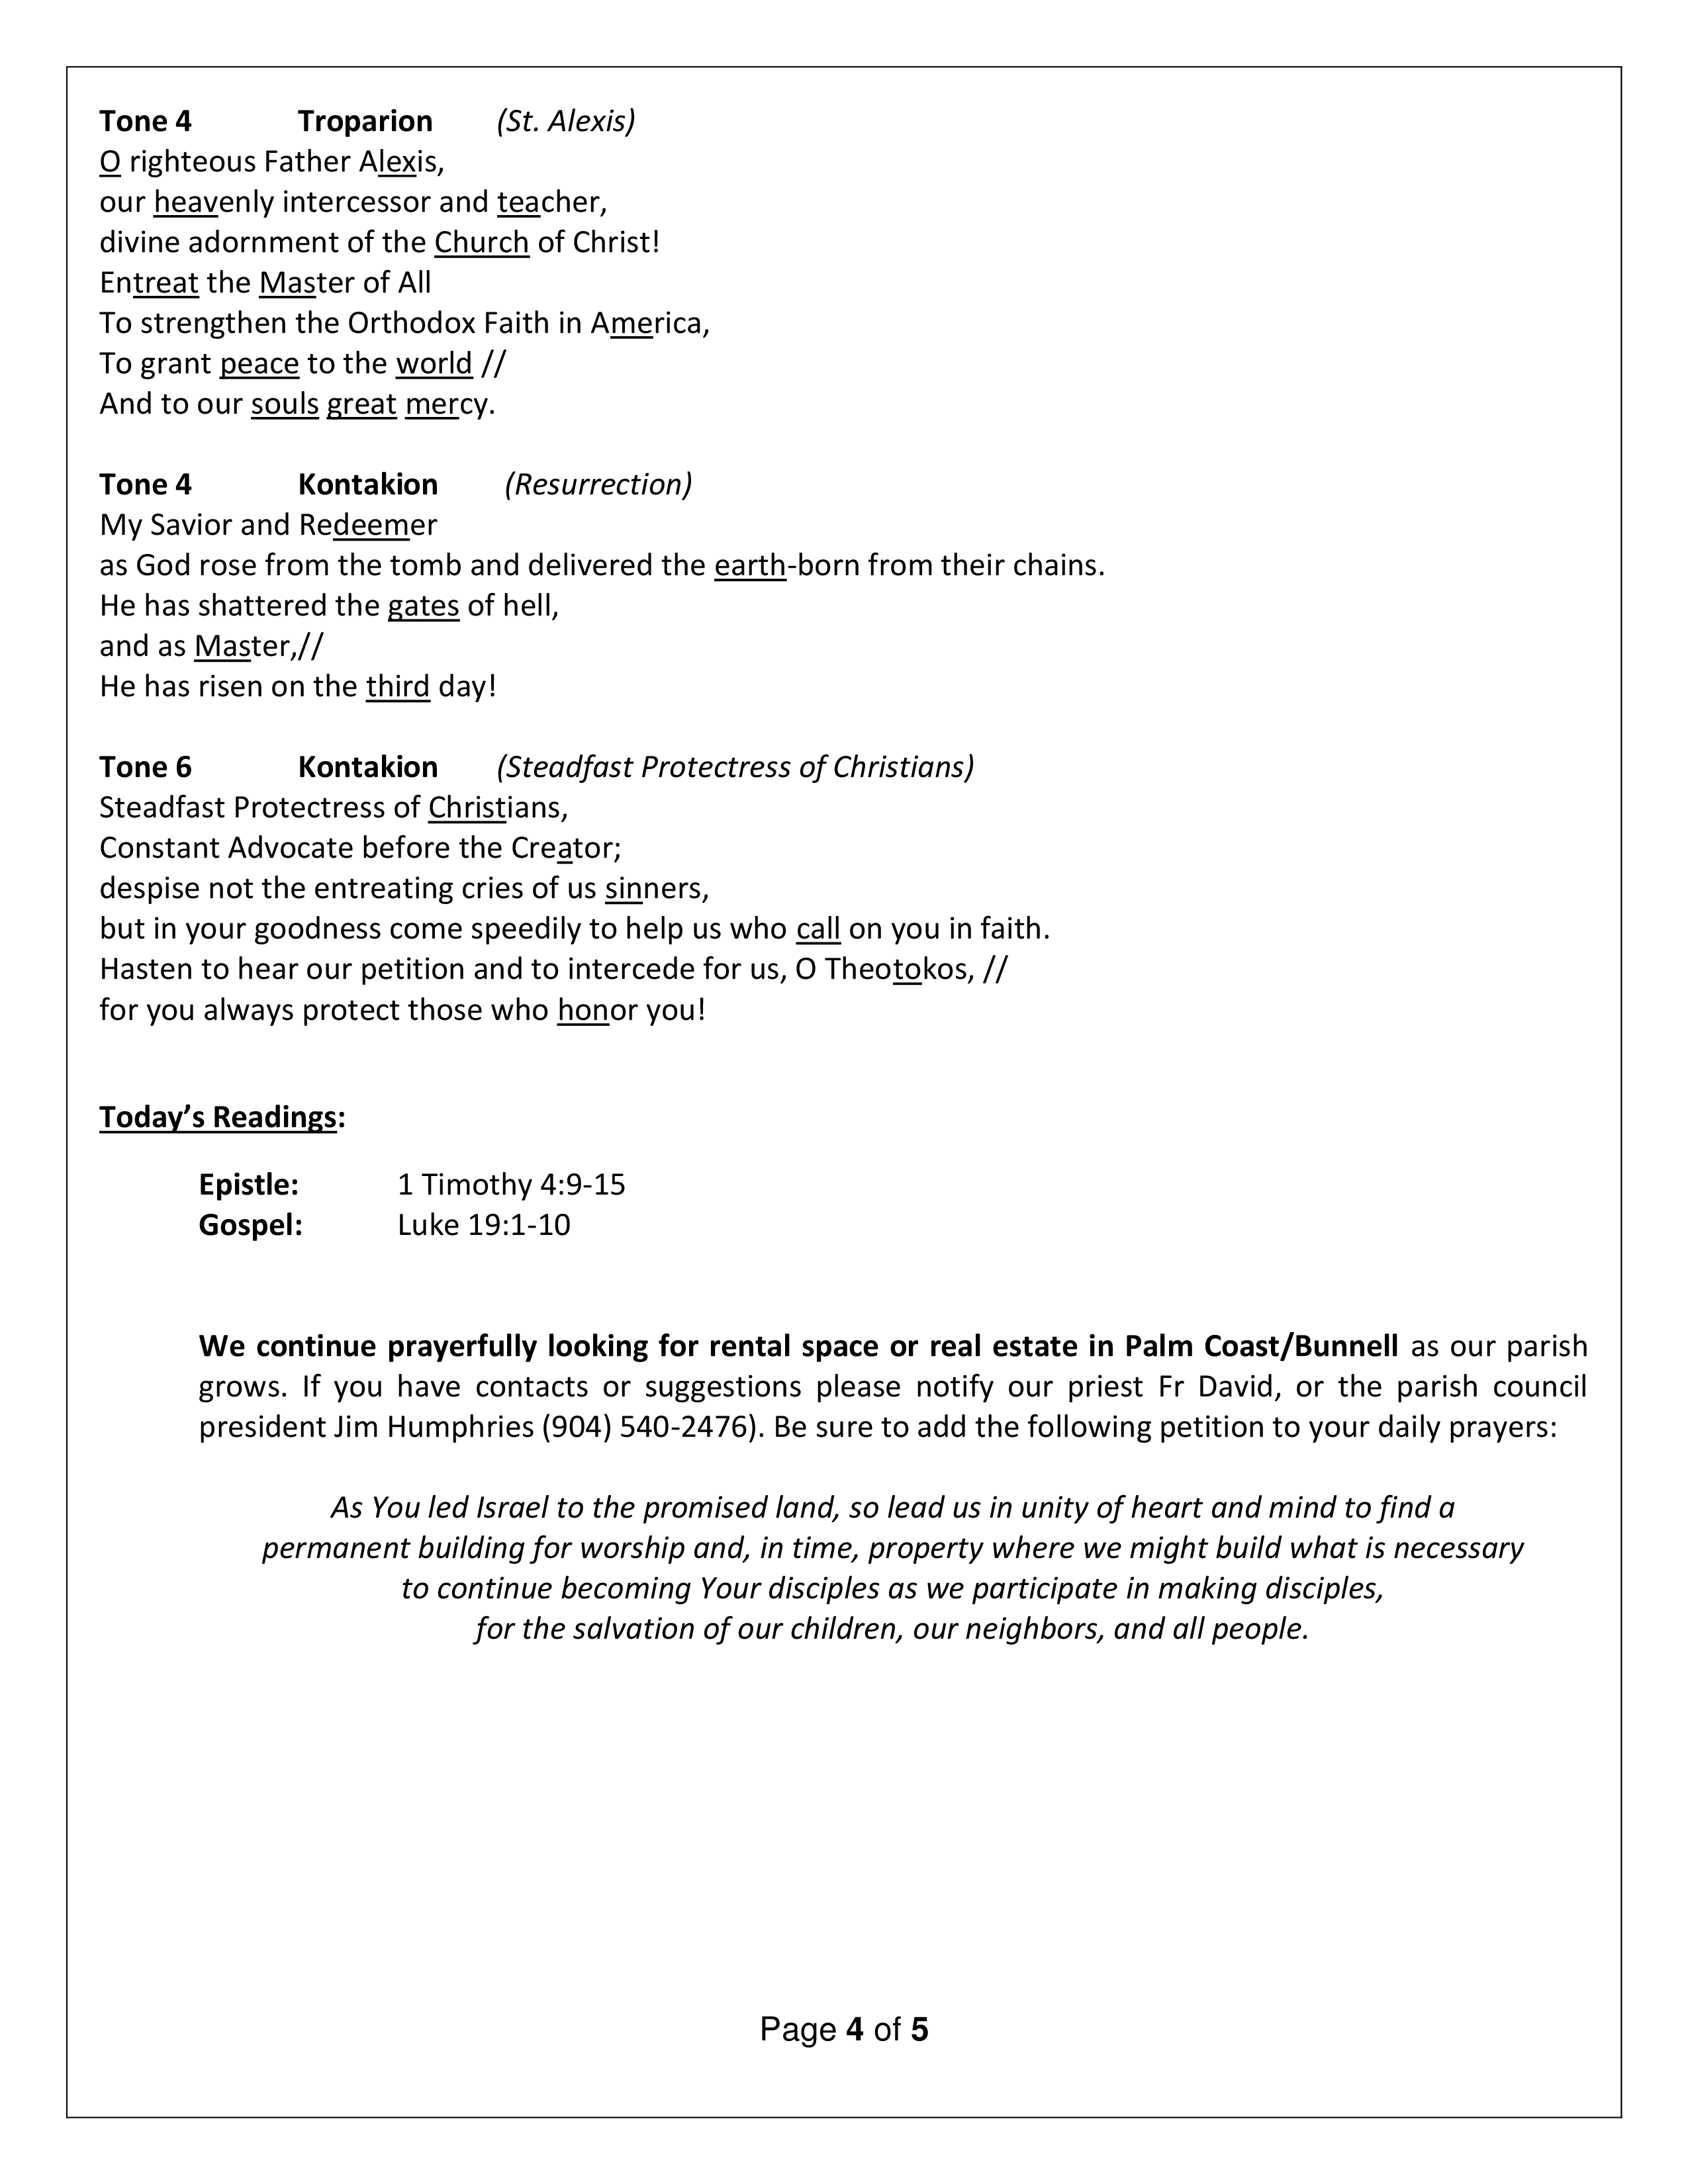 Tone 4 Troparion (St. Alexis)
O righteous Father Alexis,
our heavenly intercessor and teacher,
divine adornment of the Church of Christ!
Entreat the Master of All
To strengthen the Orthodox Faith in America,
To grant peace to the world //
And to our souls great mercy.
Tone 4 Kontakion (Resurrection)
My Savior and Redeemer
as God rose from the tomb and delivered the earth-born from their chains.
He has shattered the gates of hell,
and as Master,//
He has risen on the third day!
Tone 6 Kontakion (Steadfast Protectress of Christians)
Steadfast Protectress of Christians,
Constant Advocate before the Creator;
despise not the entreating cries of us sinners,
but in your goodness come speedily to help us who call on you in faith.
Hasten to hear our petition and to intercede for us, O Theotokos, //
for you always protect those who honor you!
Today’s Readings:
Epistle: 1 Timothy 4:9-15
Gospel: Luke 19:1-10
We continue prayerfully looking for rental space or real estate in Palm Coast/Bunnell as our parish
grows. If you have contacts or suggestions please notify our priest Fr David, or the parish council
president Jim Humphries (904) 540-2476). Be sure to add the following petition to your daily prayers:
As You led Israel to the promised land, so lead us in unity of heart and mind to find a
permanent building for worship and, in time, property where we might build what is necessary
to continue becoming Your disciples as we participate in making disciples,
for the salvation of our children, our neighbors, and all people.
Page 4 of 5